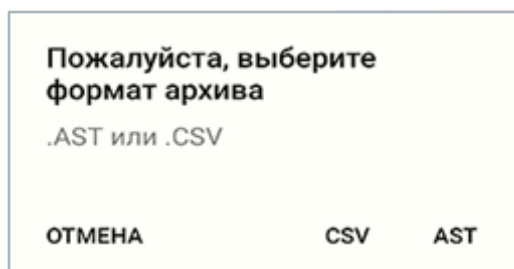 Пожалуйста, выберите
формат архива
.AST или .CSV
ОТМЕНА CSV AST